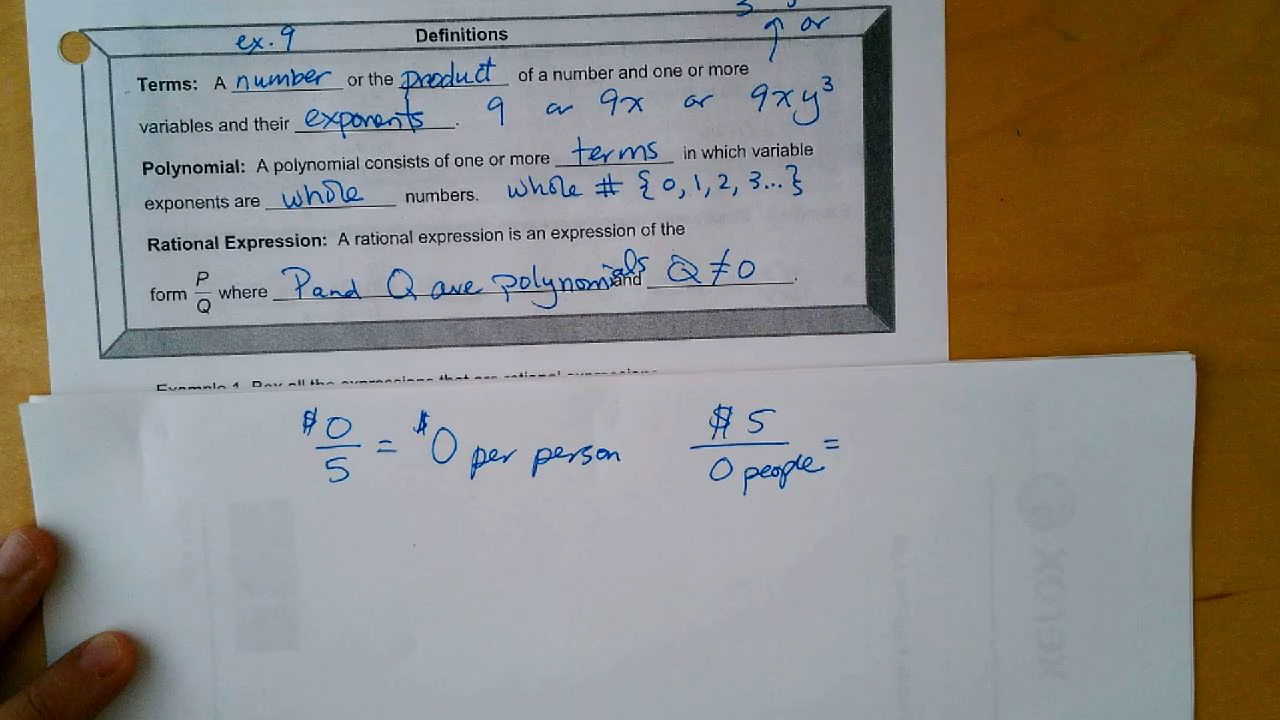 3 or
ex. 9 Definitions
Terms: A number or the product of a number and one or more
variables and their exponents. 9 or 9x or 9xy³
Polynomial: A polynomial consists of one or more terms in which variable
exponents are whole numbers. whole # {0, 1, 2, 3...}
Rational Expression: A rational expression is an expression of the
form P/Q where P and Q are polynomials and Q ≠ 0.
$0/5 = $0 per person $5/0 people =
xerox